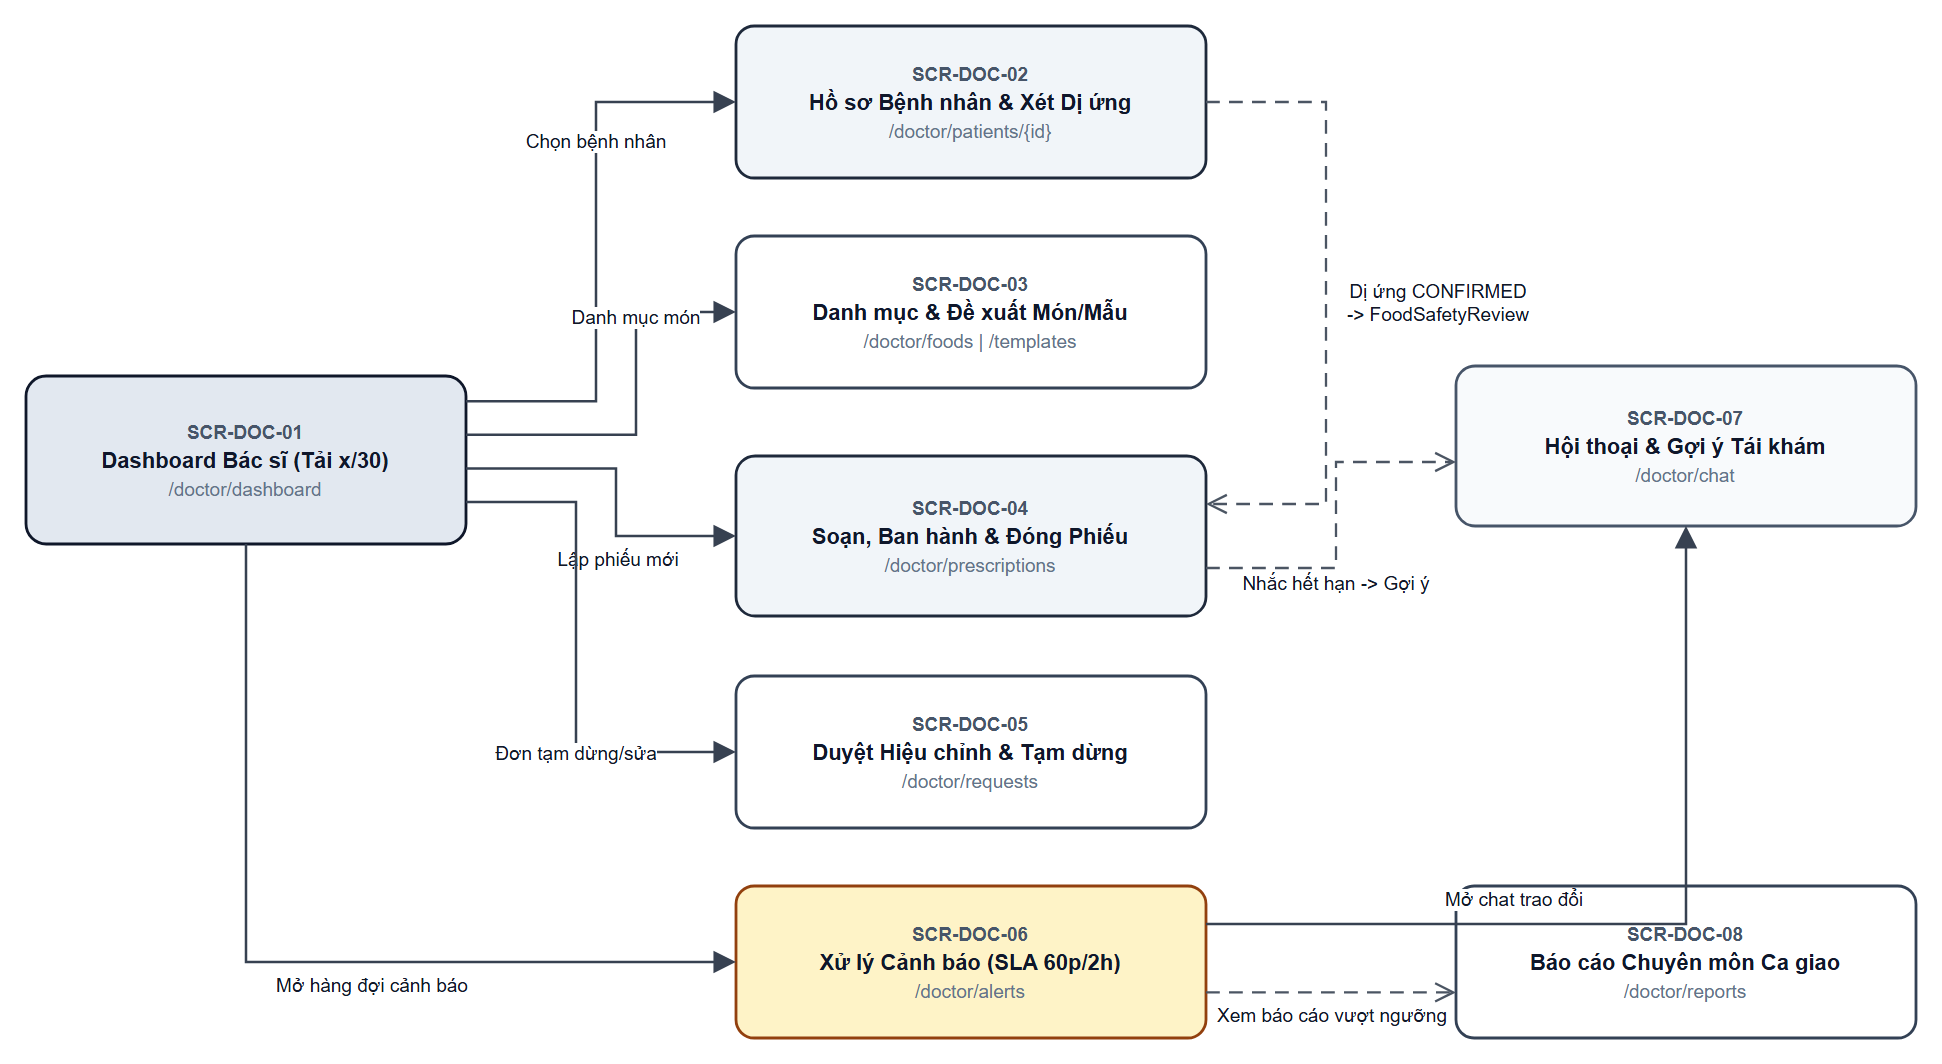 SCR-DOC-02
Hồ sơ Bệnh nhân & Xét Dị ứng
/doctor/patients/{id}
Chọn bệnh nhân
SCR-DOC-03
Danh mục & Đề xuất Món/Mẫu
/doctor/foods | /templates
Danh mục món
Dị ứng CONFIRMED
-> FoodSafetyReview
SCR-DOC-01
Dashboard Bác sĩ (Tải x/30)
/doctor/dashboard
SCR-DOC-07
Hội thoại & Gợi ý Tái khám
/doctor/chat
SCR-DOC-04
Soạn, Ban hành & Đóng Phiếu
/doctor/prescriptions
Lập phiếu mới
Nhắc hết hạn -> Gợi ý
SCR-DOC-05
Duyệt Hiệu chỉnh & Tạm dừng
/doctor/requests
Đơn tạm dừng/sửa
Mở chat trao đổi
SCR-DOC-06
Xử lý Cảnh báo (SLA 60p/2h)
/doctor/alerts
Mở hàng đợi cảnh báo
SCR-DOC-08
Báo cáo Chuyên môn Ca giao
/doctor/reports
Xem báo cáo vượt ngưỡng